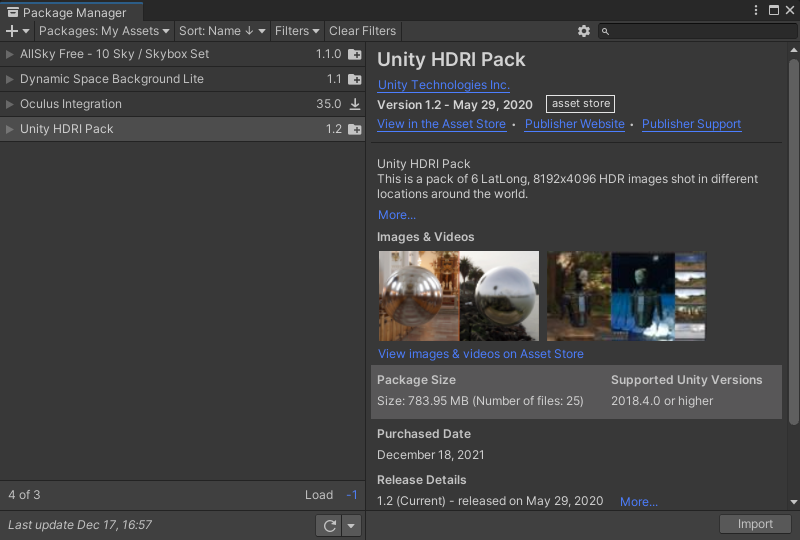 Package Manager
Packages: My Assets
Sort: Name ↓
Filters
Clear Filters
AllSky Free - 10 Sky / Skybox Set 1.1.0
Dynamic Space Background Lite 1.1
Oculus Integration 35.0
Unity HDRI Pack 1.2
4 of 3 Load -1
Last update Dec 17, 16:57
Unity HDRI Pack
Unity Technologies Inc.
Version 1.2 - May 29, 2020 asset store
View in the Asset Store • Publisher Website • Publisher Support
Unity HDRI Pack
This is a pack of 6 LatLong, 8192x4096 HDR images shot in different
locations around the world.
More...
Images & Videos
View images & videos on Asset Store
Package Size Supported Unity Versions
Size: 783.95 MB (Number of files: 25) 2018.4.0 or higher
Purchased Date
December 18, 2021
Release Details
1.2 (Current) - released on May 29, 2020 More...
Import